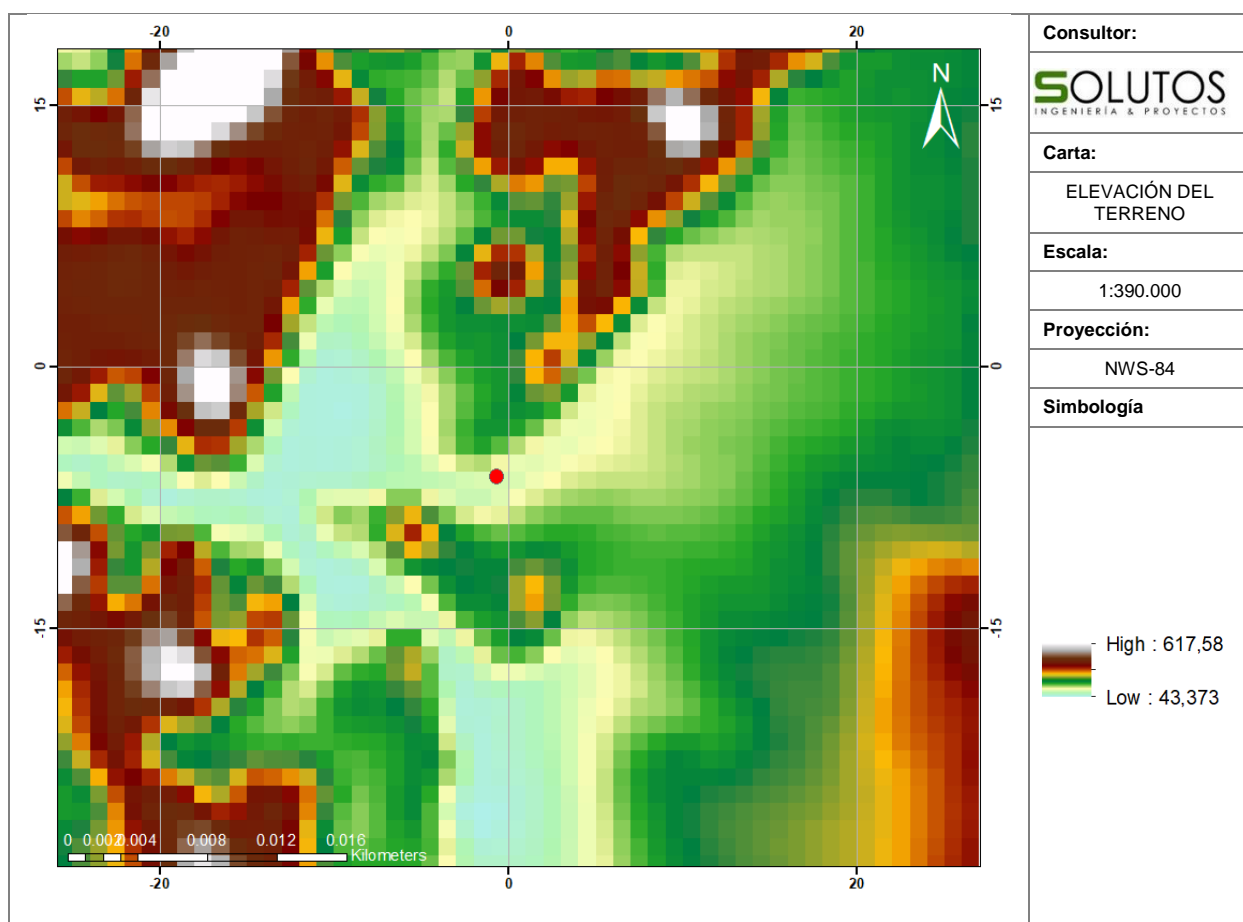 -20 0 20
15 15
N
0 0
-15 -15
0 0.002 0.004 0.008 0.012 0.016
Kilometers
-20 0 20
Consultor:
SOLUTOS
INGENIERÍA & PROYECTOS
Carta:
ELEVACIÓN DEL
TERRENO
Escala:
1:390.000
Proyección:
NWS-84
Simbología
High : 617,58
Low : 43,373